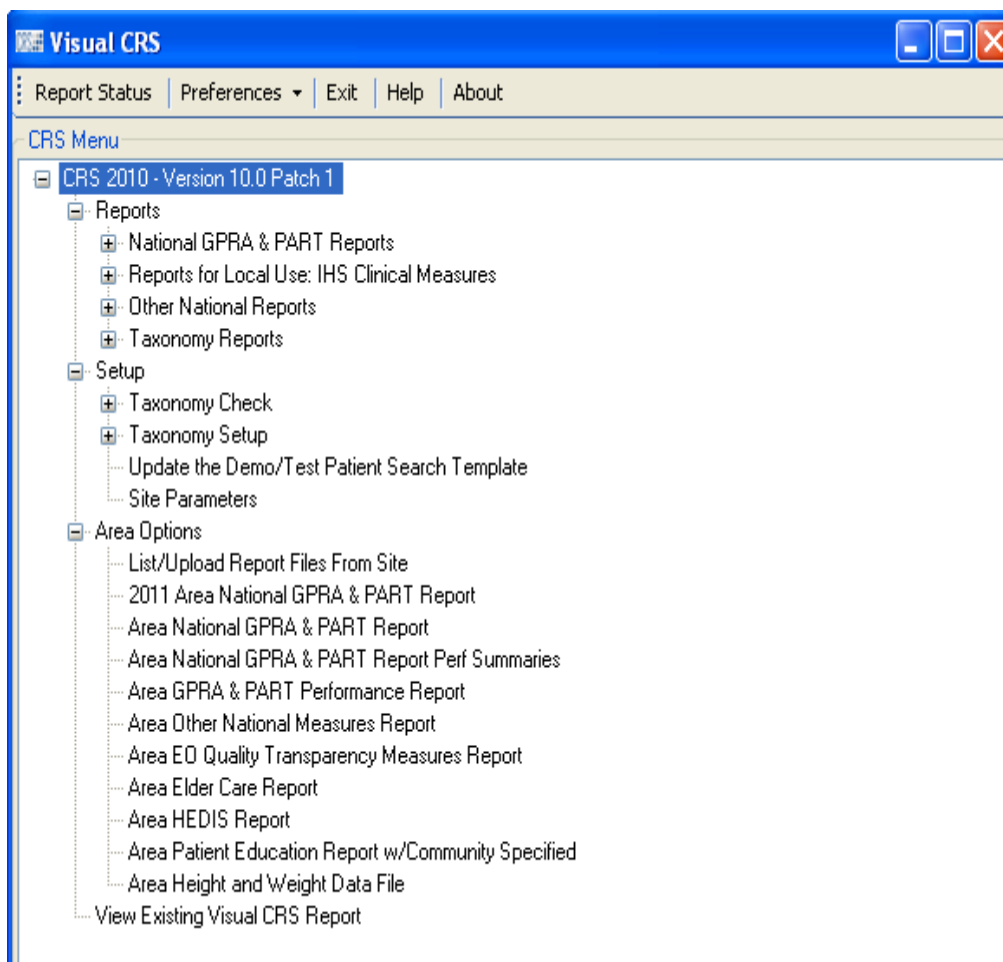 Visual CRS
Report Status Preferences Exit Help About
CRS Menu
CRS 2010 - Version 10.0 Patch 1
Reports
National GPRA & PART Reports
Reports for Local Use: IHS Clinical Measures
Other National Reports
Taxonomy Reports
Setup
Taxonomy Check
Taxonomy Setup
Update the Demo/Test Patient Search Template
Site Parameters
Area Options
List/Upload Report Files From Site
2011 Area National GPRA & PART Report
Area National GPRA & PART Report
Area National GPRA & PART Report Perf Summaries
Area GPRA & PART Performance Report
Area Other National Measures Report
Area EO Quality Transparency Measures Report
Area Elder Care Report
Area HEDIS Report
Area Patient Education Report w/Community Specified
Area Height and Weight Data File
View Existing Visual CRS Report